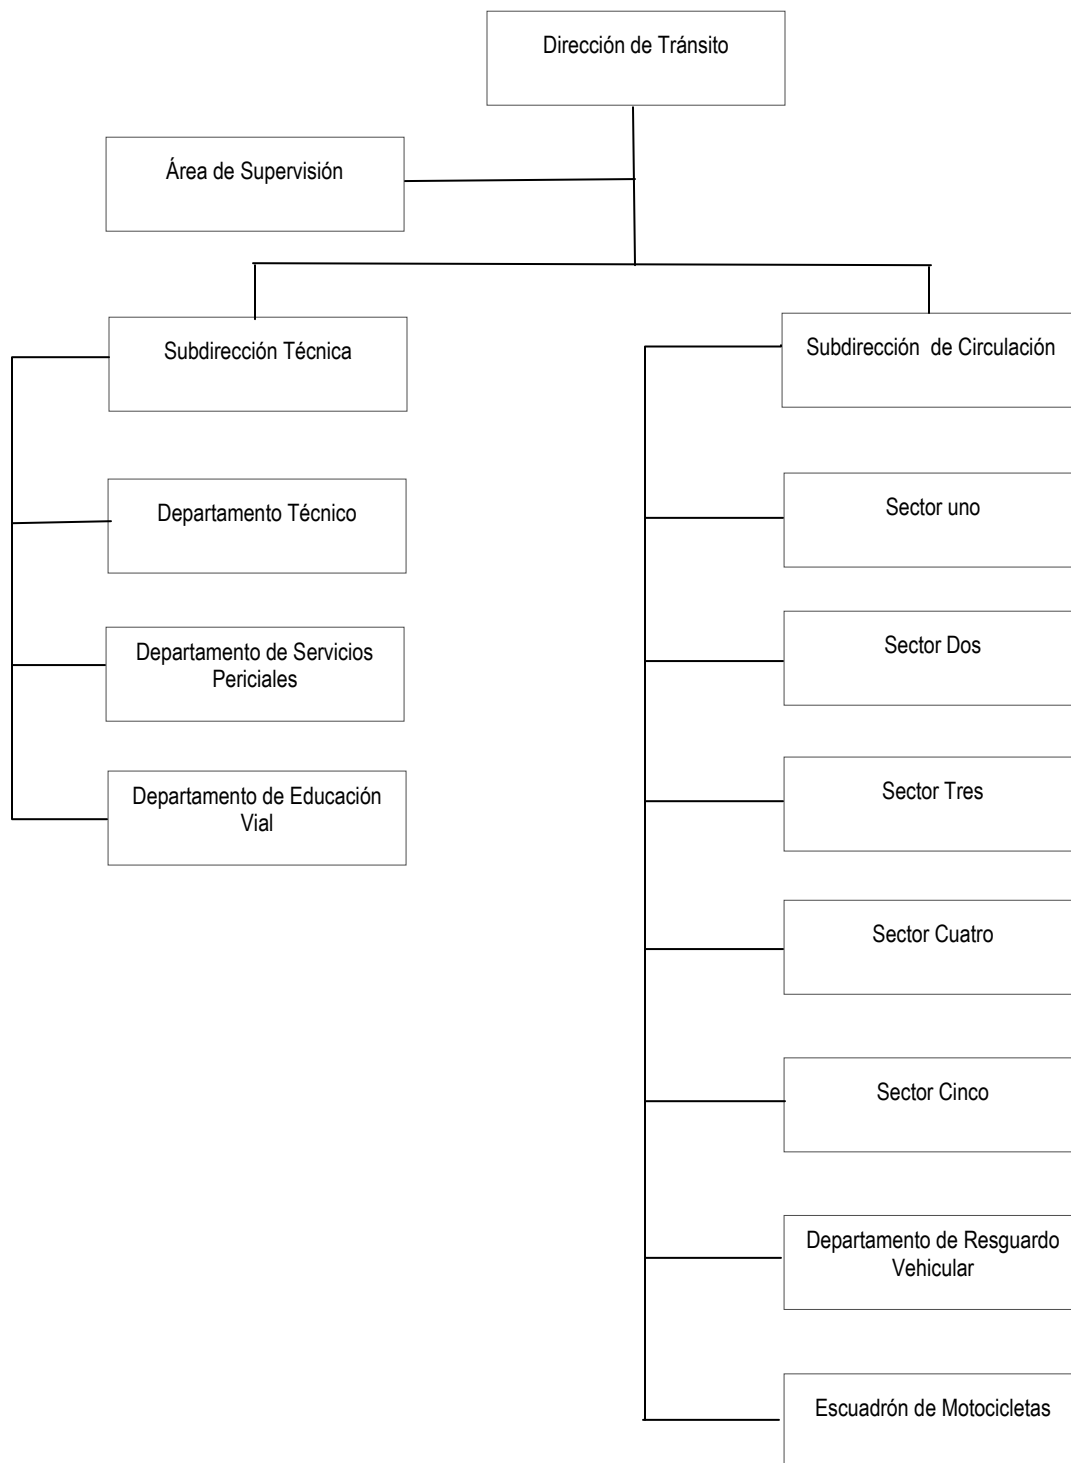 Dirección de Tránsito
Área de Supervisión
Subdirección Técnica
Subdirección  de Circulación
Departamento Técnico
Sector uno
Departamento de Servicios
Periciales
Sector Dos
Departamento de Educación
Vial
Sector Tres
Sector Cuatro
Sector Cinco
Departamento de Resguardo
Vehicular
Escuadrón de Motocicletas